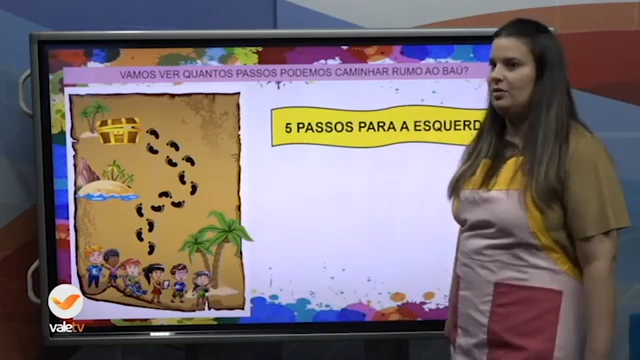 VAMOS VER QUANTOS PASSOS PODEMOS CAMINHAR RUMO AO BAÚ?
5 PASSOS PARA A ESQUERD
valetv